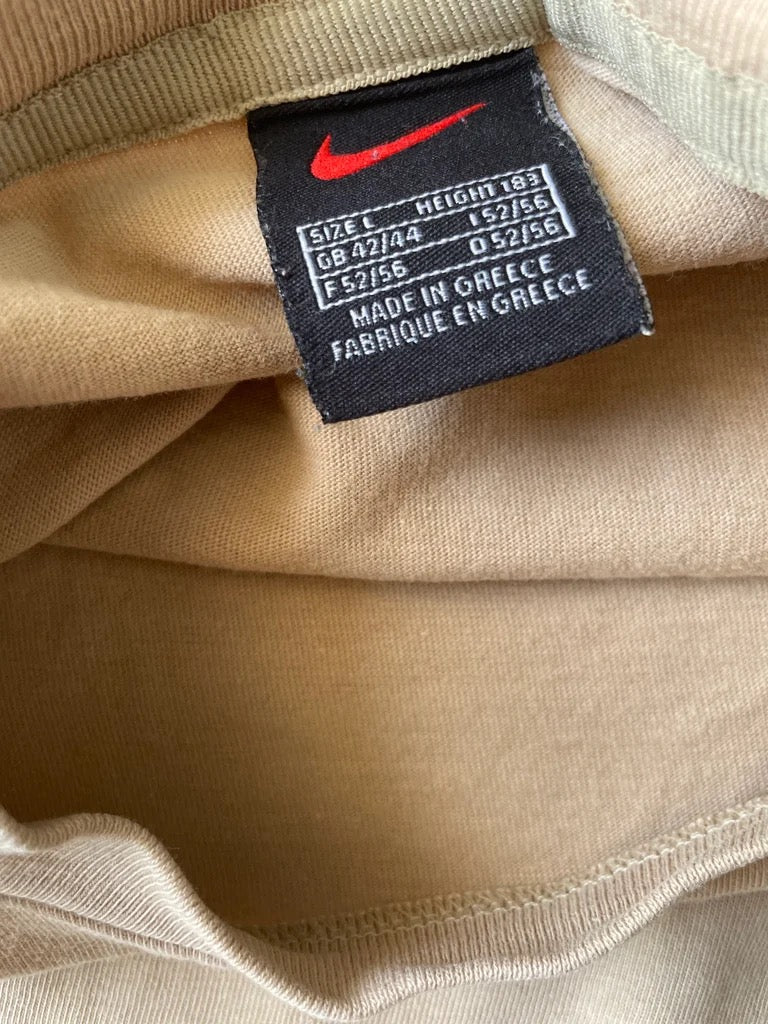 SIZE L HEIGHT 183
GB 42/44 I 52/56
F 52/56 D 52/56
MADE IN GREECE
FABRIQUE EN GREECE